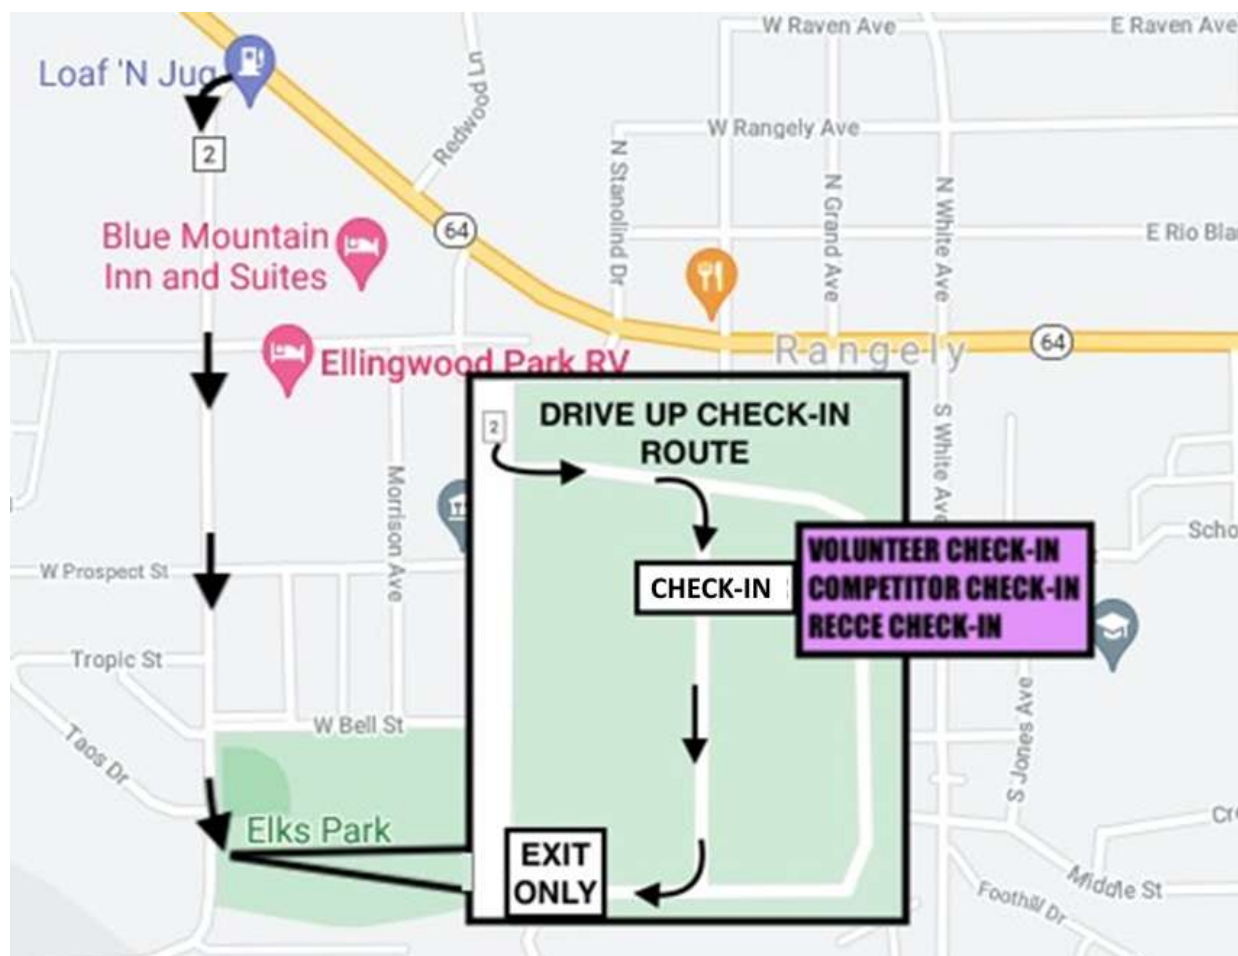 W Raven Ave
E Raven Ave
Loaf 'N Jug
Redwood Ln
W Rangely Ave
2
N Stanolind Dr
N Grand Ave
N White Ave
64
Blue Mountain
Inn and Suites
E Rio Bla
Rangely
64
Ellingwood Park RV
DRIVE UP CHECK-IN
ROUTE
2
S White Ave
Morrison Ave
Scho
VOLUNTEER CHECK-IN
COMPETITOR CHECK-IN
RECCE CHECK-IN
CHECK-IN
W Prospect St
Tropic St
W Bell St
Taos Dr
S Jones Ave
Elks Park
Cr
EXIT
ONLY
Middle St
Foothill Dr